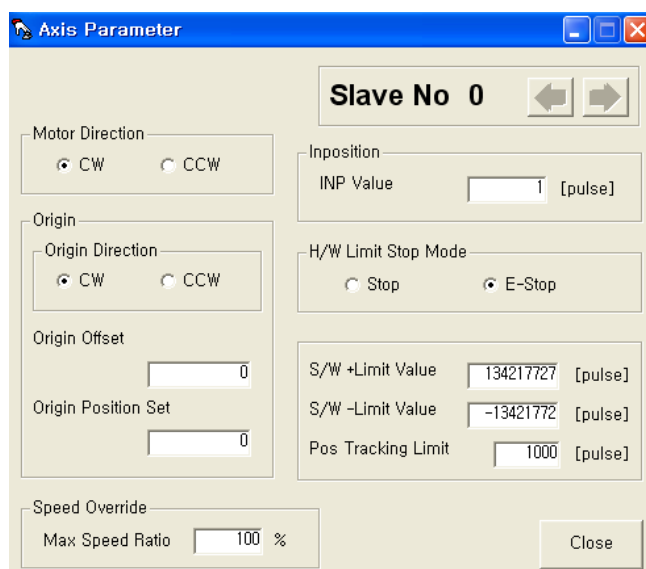 Axis Parameter
Slave No 0
Motor Direction
CW CCW
Inposition
INP Value 1 [pulse]
Origin
Origin Direction
CW CCW
H/W Limit Stop Mode
Stop E-Stop
Origin Offset
0
Origin Position Set
0
S/W +Limit Value 134217727 [pulse]
S/W -Limit Value -13421772 [pulse]
Pos Tracking Limit 1000 [pulse]
Speed Override
Max Speed Ratio 100 %
Close